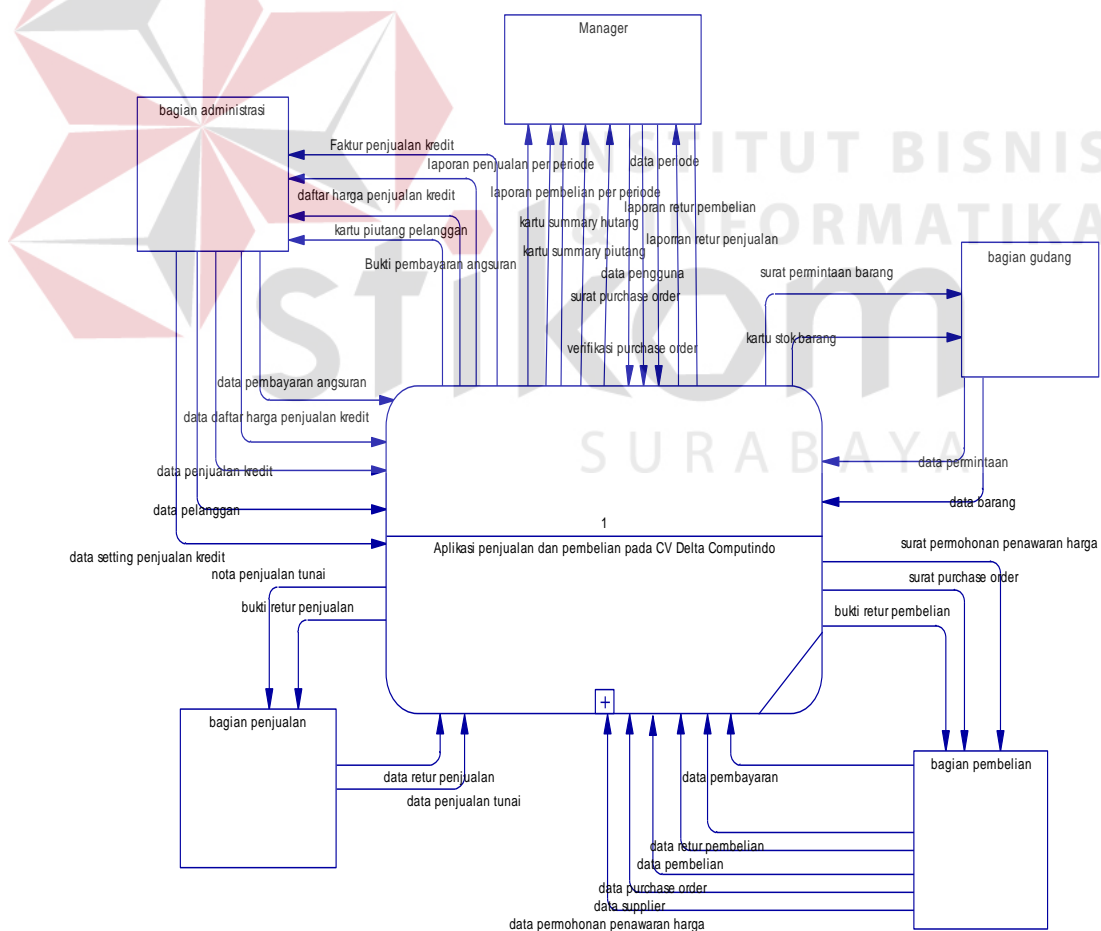 Manager
bagian administrasi
INSTITUT BISNIS
& INFORMATIKA
stikom
SURABAYA
Faktur penjualan kredit
laporan penjualan per periode
data periode
daftar harga penjualan kredit
laporan pembelian per periode
laporan retur pembelian
kartu piutang pelanggan
kartu summary hutang
laporran retur penjualan
Bukti pembayaran angsuran
kartu summary piutang
data pengguna
surat purchase order
verifikasi purchase order
surat permintaan barang
bagian gudang
kartu stok barang
data pembayaran angsuran
data daftar harga penjualan kredit
data penjualan kredit
data pelanggan
data setting penjualan kredit
data permintaan
data barang
1
Aplikasi penjualan dan pembelian pada CV Delta Computindo
surat permohonan penawaran harga
nota penjualan tunai
surat purchase order
bukti retur penjualan
bukti retur pembelian
bagian penjualan
bagian pembelian
data retur penjualan
data penjualan tunai
data pembayaran
data retur pembelian
data pembelian
data purchase order
data supplier
data permohonan penawaran harga